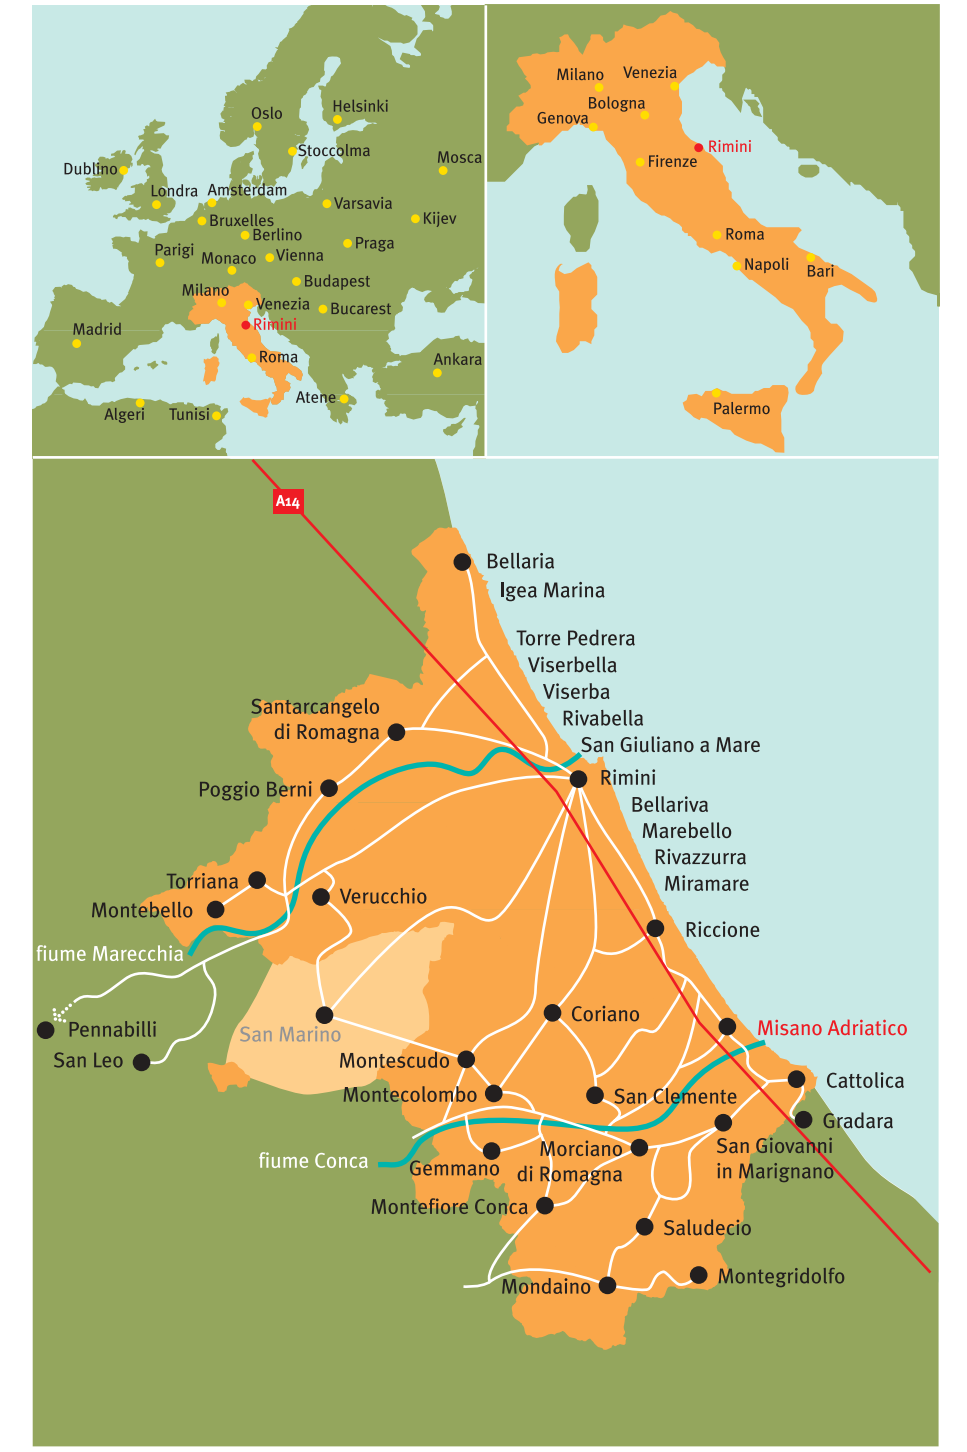 Oslo
Helsinki
Stoccolma
Mosca
Dublino
Londra
Amsterdam
Varsavia
Bruxelles
Kijev
Berlino
Praga
Parigi
Monaco
Vienna
Budapest
Milano
Venezia
Bucarest
Rimini
Madrid
Roma
Ankara
Atene
Algeri
Tunisi
Milano
Venezia
Bologna
Genova
Rimini
Firenze
Roma
Napoli
Bari
Palermo
A14
Bellaria
Igea Marina
Torre Pedrera
Viserbella
Viserba
Rivabella
San Giuliano a Mare
Santarcangelo
di Romagna
Rimini
Poggio Berni
Bellariva
Marebello
Rivazzurra
Miramare
Torriana
Verucchio
Montebello
Riccione
fiume Marecchia
Pennabilli
San Marino
Coriano
Misano Adriatico
San Leo
Montescudo
Cattolica
Montecolombo
San Clemente
Gradara
fiume Conca
Gemmano
Morciano
di Romagna
San Giovanni
in Marignano
Montefiore Conca
Saludecio
Mondaino
Montegridolfo